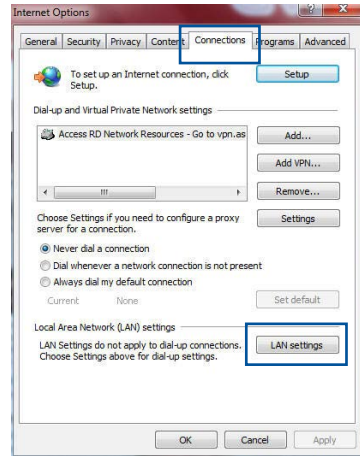 Internet Options
General Security Privacy Content Connections Programs Advanced
To set up an Internet connection, click
Setup.
Setup
Dial-up and Virtual Private Network settings
Access RD Network Resources - Go to vpn.as
Add...
Add VPN...
Remove...
Choose Settings if you need to configure a proxy
server for a connection.
Settings
Never dial a connection
Dial whenever a network connection is not present
Always dial my default connection
Current None
Set default
Local Area Network (LAN) settings
LAN Settings do not apply to dial-up connections.
Choose Settings above for dial-up settings.
LAN settings
OK Cancel Apply